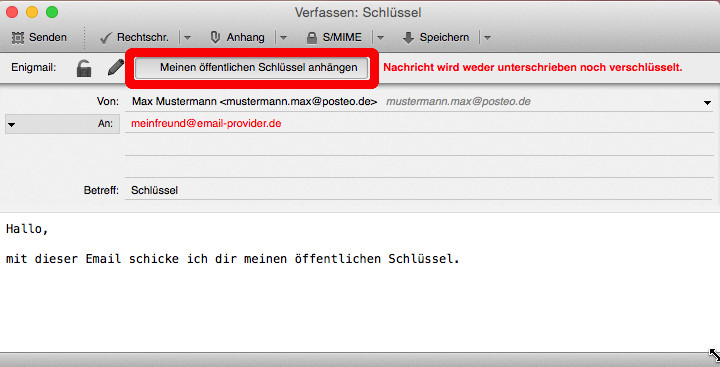 Verfassen: Schlüssel
Senden Rechtschr. Anhang S/MIME Speichern
Enigmail: Meinen öffentlichen Schlüssel anhängen Nachricht wird weder unterschrieben noch verschlüsselt.
Von: Max Mustermann <mustermann.max@posteo.de> mustermann.max@posteo.de
An: meinfreund@email-provider.de
Betreff: Schlüssel
Hallo,
mit dieser Email schicke ich dir meinen öffentlichen Schlüssel.